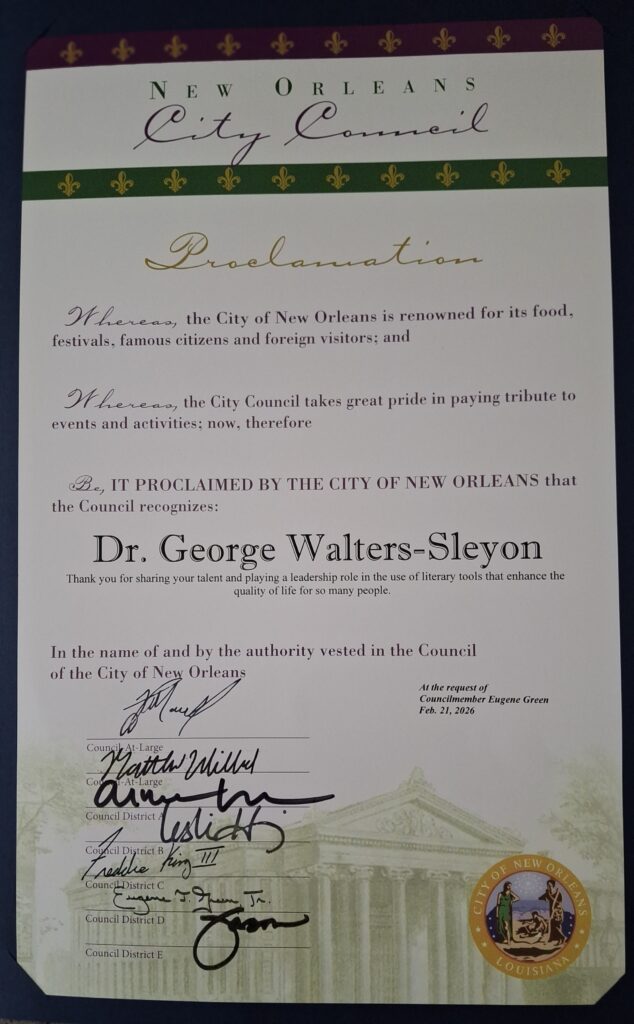 NEW ORLEANS
City Council
Proclamation
Whereas, the City of New Orleans is renowned for its food,
festivals, famous citizens and foreign visitors; and
Whereas, the City Council takes great pride in paying tribute to
events and activities; now, therefore
Be, IT PROCLAIMED BY THE CITY OF NEW ORLEANS that
the Council recognizes:
Dr. George Walters-Sleyon
Thank you for sharing your talent and playing a leadership role in the use of literary tools that enhance the
quality of life for so many people.
In the name of and by the authority vested in the Council
of the City of New Orleans
At the request of
Councilmember Eugene Green
Feb. 21, 2026
Council-At-Large
Council-At-Large
Council District A
Council District B
Freddie King III
Council District C
Eugene J. Green, Jr.
Council District D
Jason
Council District E
CITY OF NEW ORLEANS
LOUISIANA